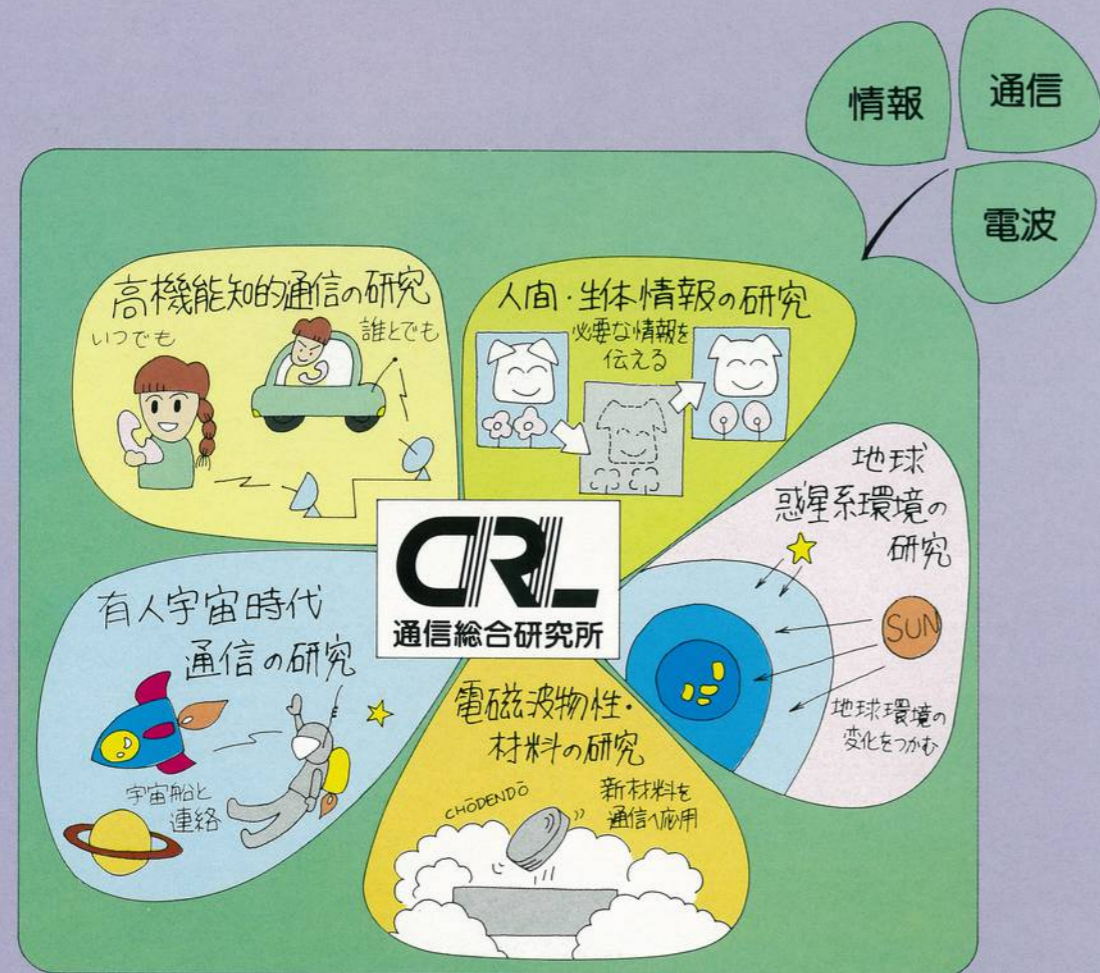 情報
通信
電波
高機能知的通信の研究
いつでも
誰とでも
人間・生体情報の研究
必要な情報を
伝える
地球
惑星系環境の
研究
SUN
地球環境の
変化をつかむ
CRL
通信総合研究所
有人宇宙時代
通信の研究
宇宙船と
連絡
電磁波物性・
材料の研究
CHŌDENDŌ
新材料を
通信へ応用